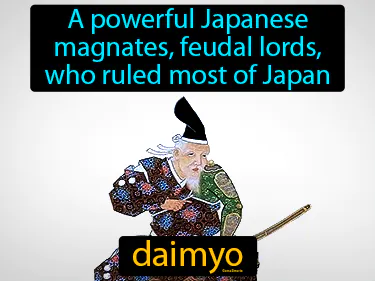 A powerful Japanese
magnates, feudal lords,
who ruled most of Japan
daimyo